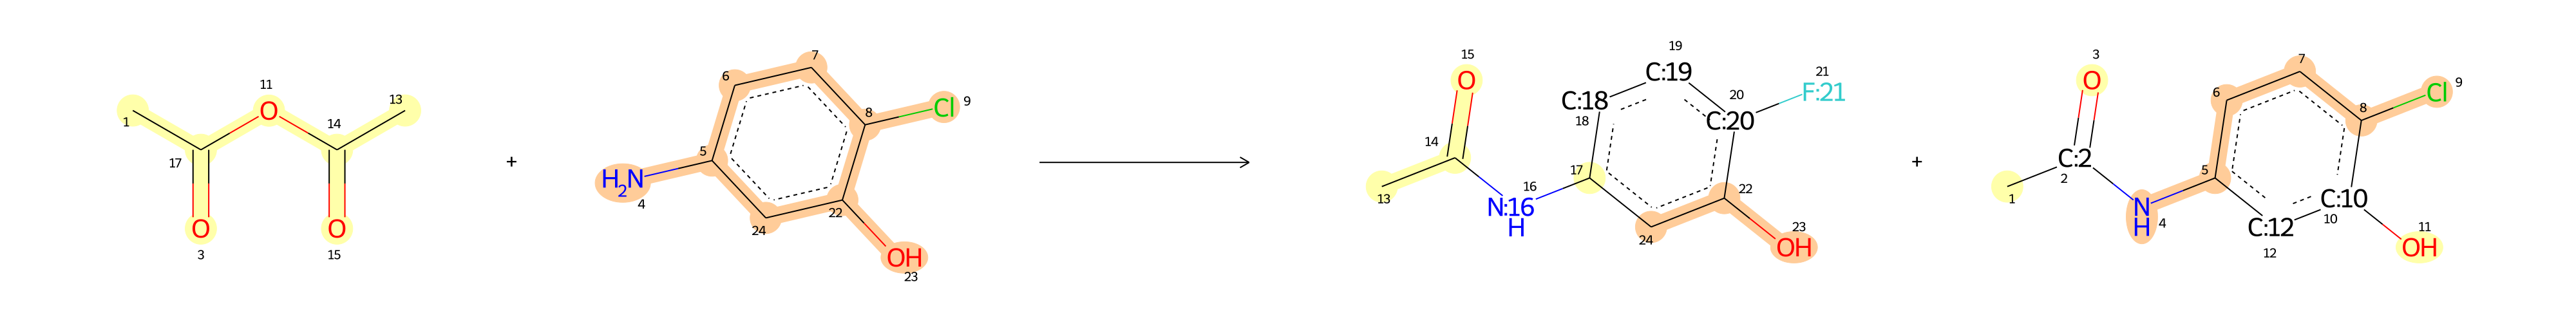 1 17 O 3 11 O 14 O 15 13
+
H2N 4 5 6 7 8 Cl 9 22 OH 23 24
13 14 O 15 N:16 H 16 17 C:18 18 C:19 19 C:20 20 F:21 21 22 OH 23 24
+
1 C:2 2 O 3 N H 4 5 6 7 8 Cl 9 C:10 10 OH 11 C:12 12